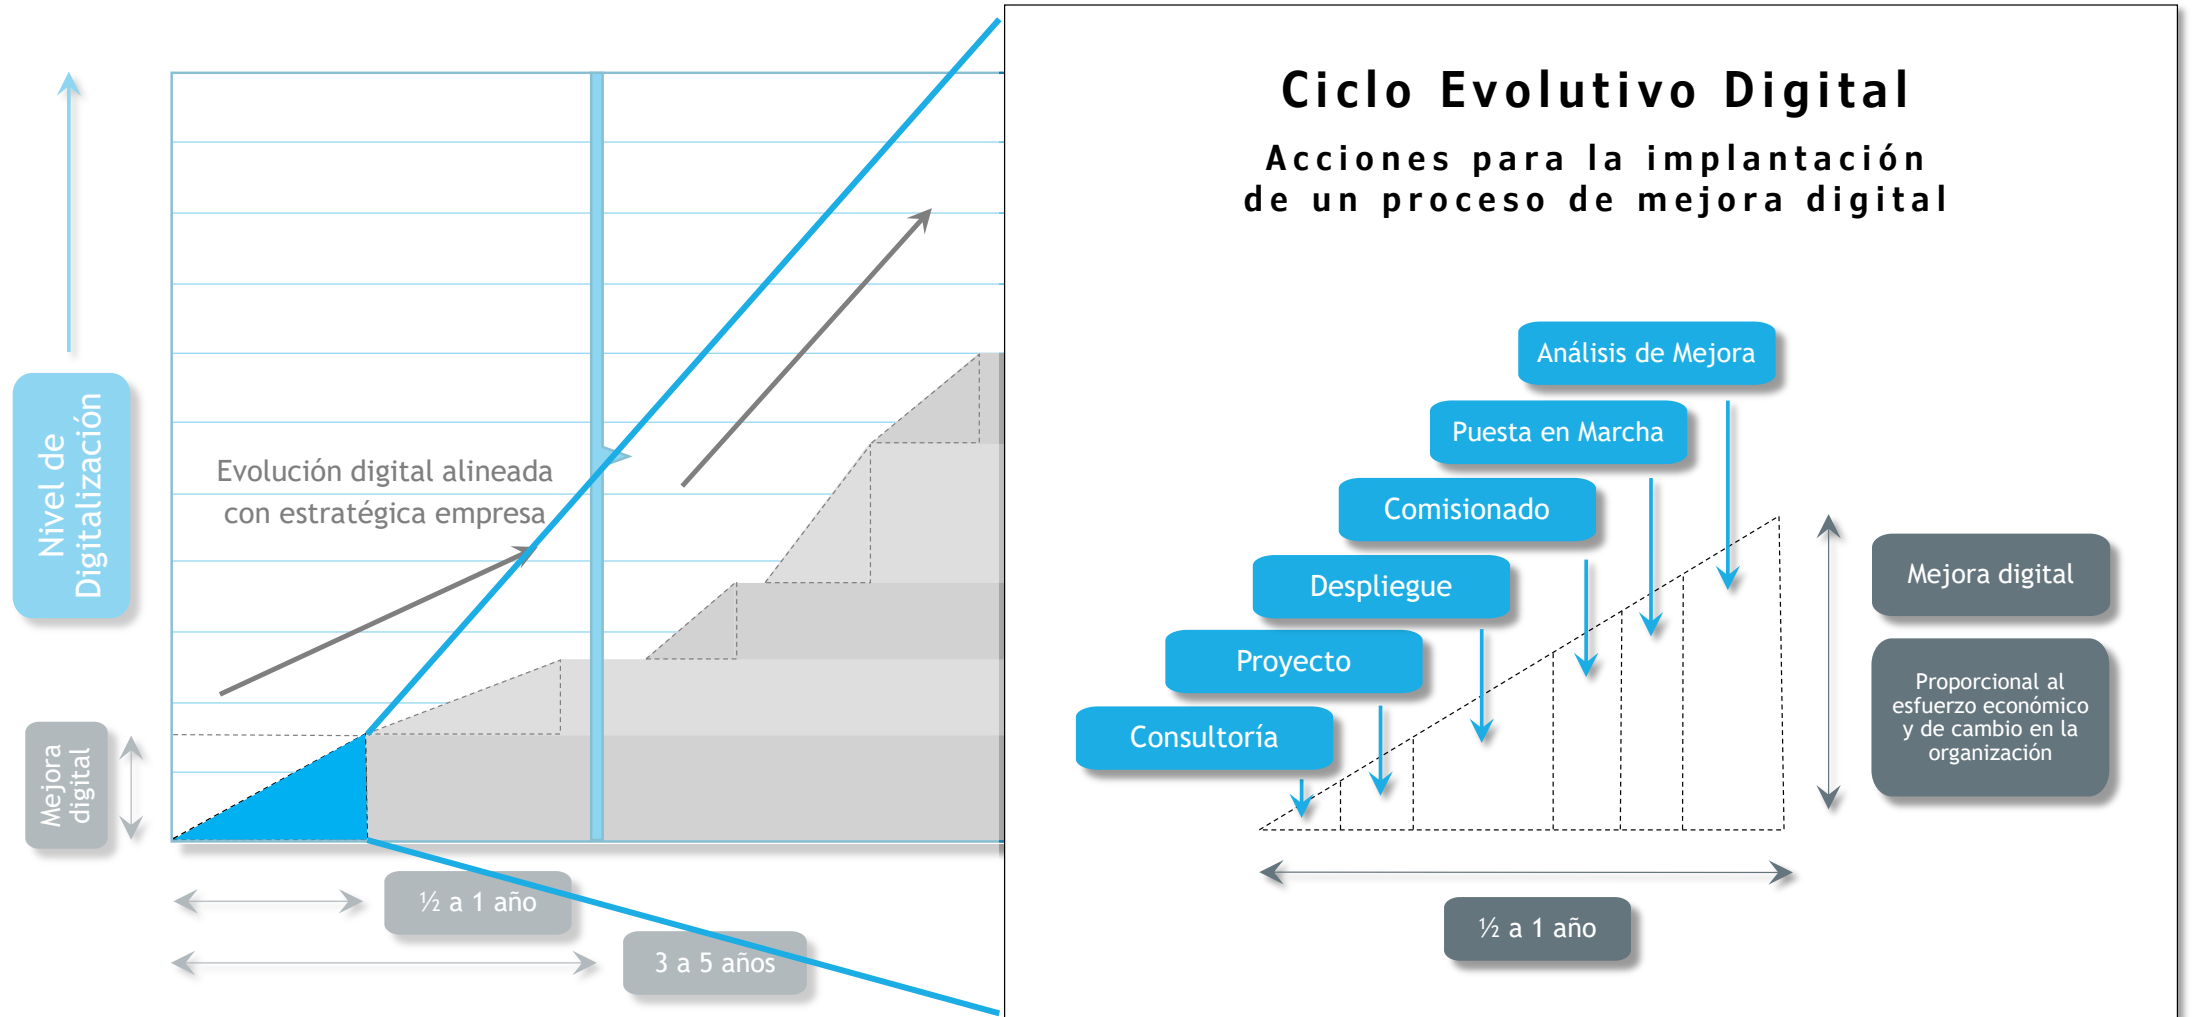 Ciclo Evolutivo Digital
Acciones para la implantación
de un proceso de mejora digital
Nivel de
Digitalización
Evolución digital alineada
con estratégica empresa
Mejora
digital
½ a 1 año
3 a 5 años
Análisis de Mejora
Puesta en Marcha
Comisionado
Despliegue
Proyecto
Consultoría
Mejora digital
Proporcional al
esfuerzo económico
y de cambio en la
organización
½ a 1 año